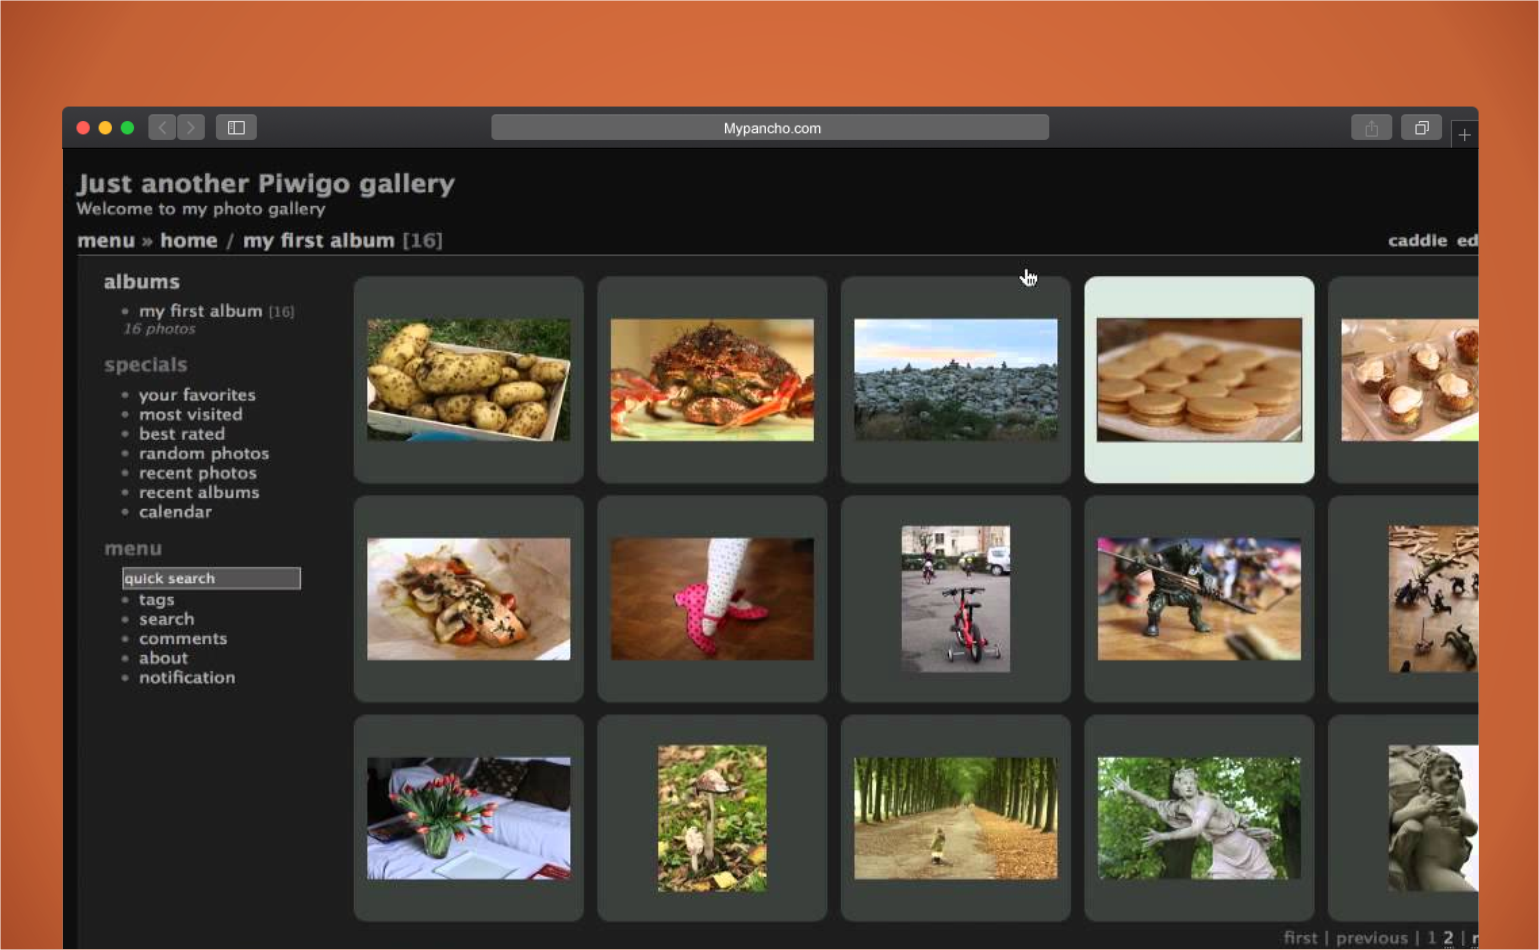 Mypancho.com
Just another Piwigo gallery
Welcome to my photo gallery
menu » home / my first album [16]
caddie ed
albums
my first album [16]
16 photos
specials
your favorites
most visited
best rated
random photos
recent photos
recent albums
calendar
menu
quick search
tags
search
comments
about
notification
first | previous | 1 2 |